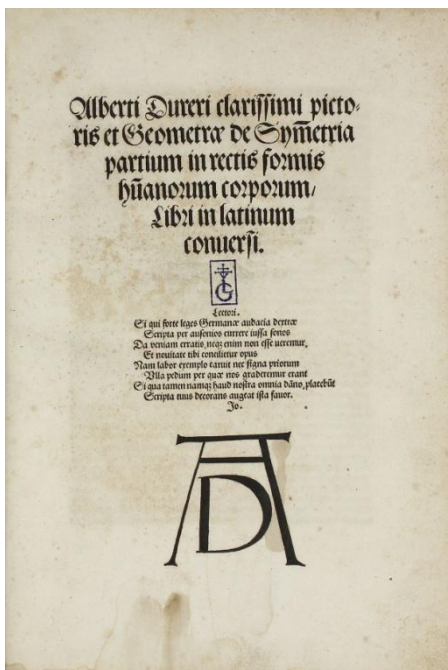 Alberti Dureri clarissimi picto-
ris et Geometræ de Sym̃etria
partium in rectis formis
hũanorum corporum/
Libri in latinum
conuersi.
G
Lectori.
Si qui forte leges Germanæ audacia dextræ
Scripta per ausonios currere iussa sonos
Da veniam erratis, neq; enim non esse veremur,
Et nouitate tibi concilietur opus
Nam labor exemplo caruit nec signa priorum
Vlla pedum per quæ nos graderemur erant
Si qua tamen namq; haud nostra omnia dãno, placebũt
Scripta tuus decorans augeat ista fauor.
Jo.
AD